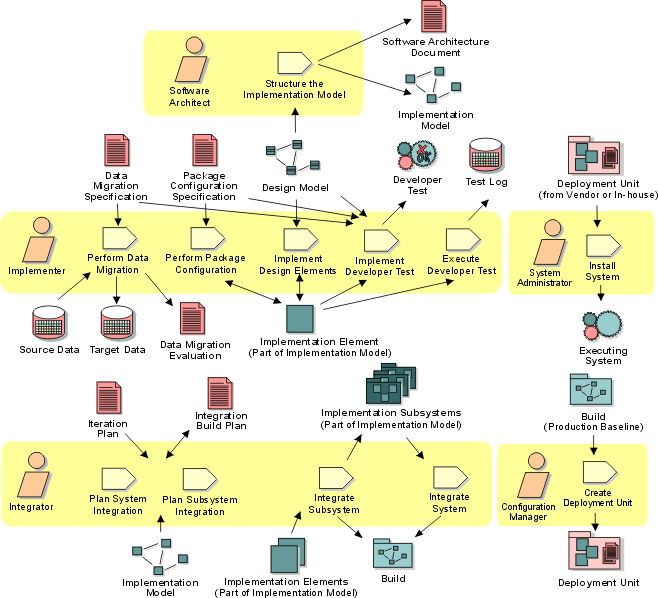 Software Architecture
Document
Software
Architect
Structure the
Implementation Model
Implementation
Model
Data
Migration
Specification
Package
Configuration
Specification
Design Model
Developer
Test
Test Log
Deployment Unit
(from Vendor or In-house)
Implementer
Perform Data
Migration
Perform Package
Configuration
Implement
Design Elements
Implement
Developer Test
Execute
Developer Test
System
Administrator
Install
System
Source Data
Target Data
Data Migration
Evaluation
Implementation Element
(Part of Implementation Model)
Executing
System
Iteration
Plan
Integration
Build Plan
Implementation Subsystems
(Part of Implementation Model)
Build
(Production Baseline)
Integrator
Plan System
Integration
Plan Subsystem
Integration
Integrate
Subsystem
Integrate
System
Configuration
Manager
Create
Deployment Unit
Implementation
Model
Implementation Elements
(Part of Implementation Model)
Build
Deployment Unit